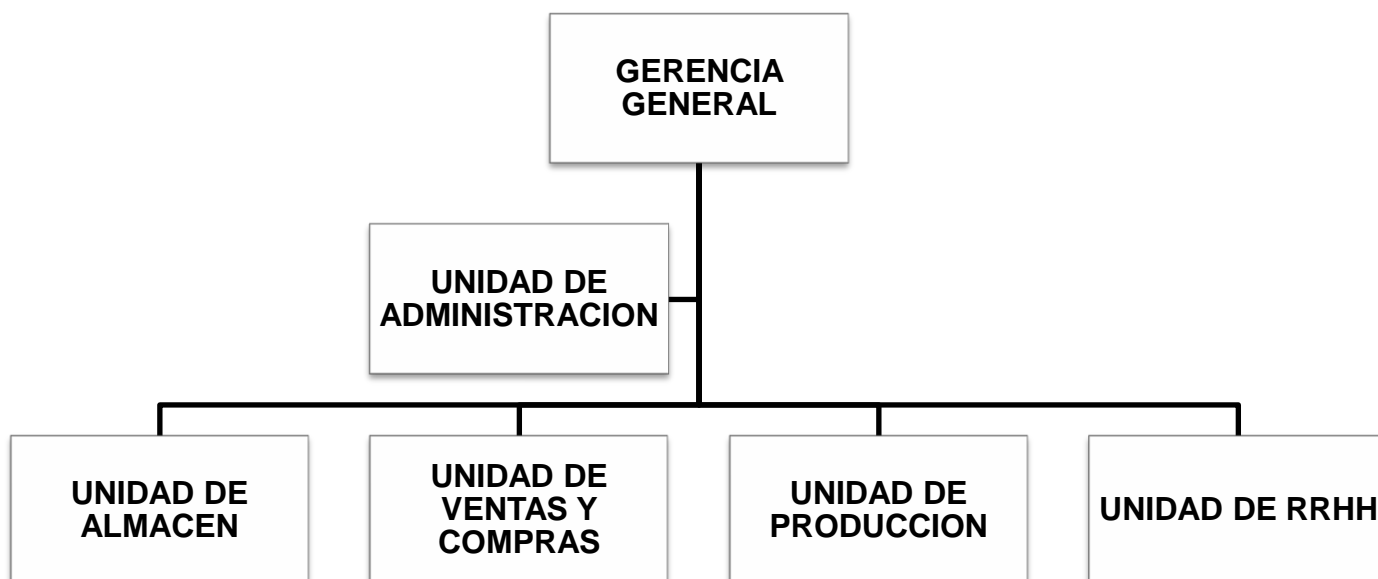 GERENCIA
GENERAL
UNIDAD DE
ADMINISTRACION
UNIDAD DE
ALMACEN
UNIDAD DE
VENTAS Y
COMPRAS
UNIDAD DE
PRODUCCION
UNIDAD DE RRHH